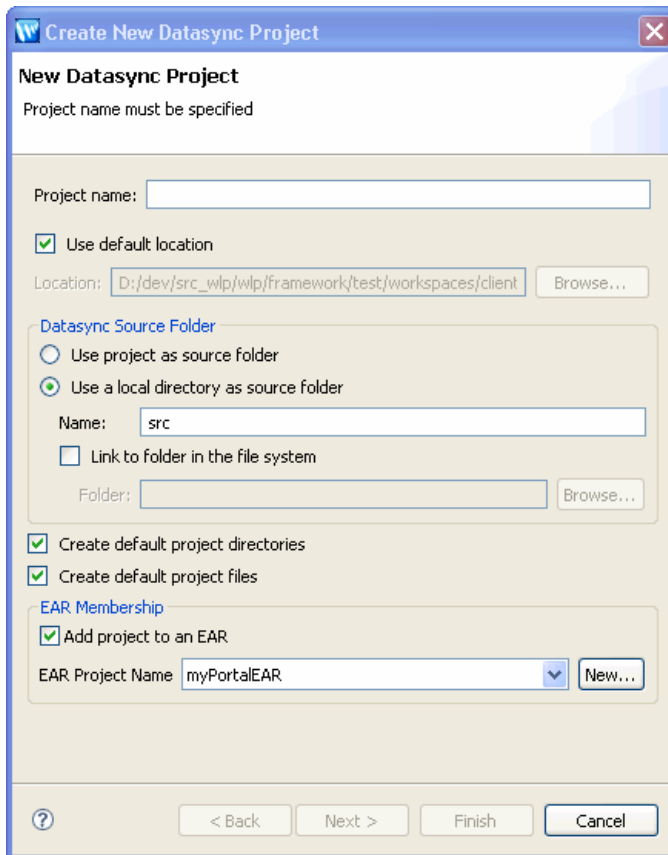 Create New Datasync Project
New Datasync Project
Project name must be specified
Project name:
Use default location
Location: D:/dev/src_wlp/wlp/framework/test/workspaces/client Browse...
Datasync Source Folder
Use project as source folder
Use a local directory as source folder
Name: src
Link to folder in the file system
Folder: Browse...
Create default project directories
Create default project files
EAR Membership
Add project to an EAR
EAR Project Name myPortalEAR New...
? < Back Next > Finish Cancel